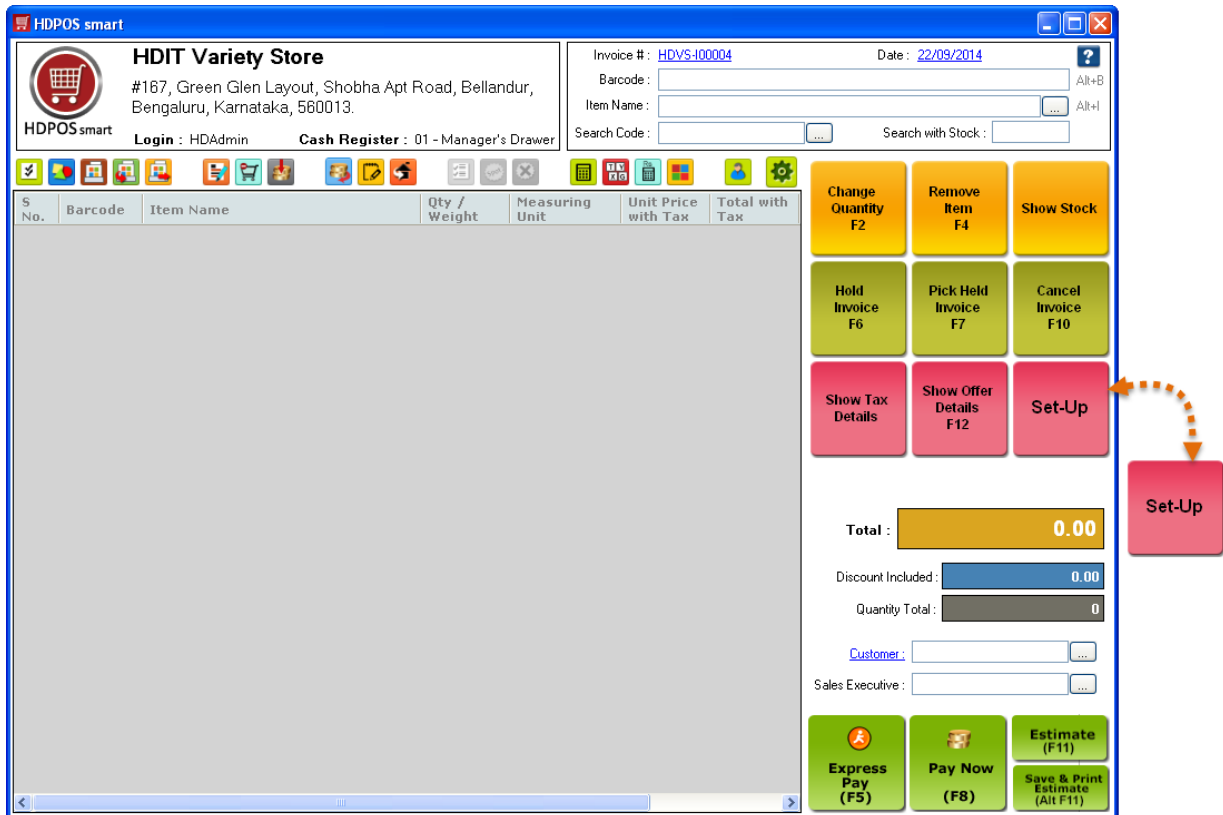 HDPOS smart
HDIT Variety Store
#167, Green Glen Layout, Shobha Apt Road, Bellandur,
Bengaluru, Karnataka, 560013.
HDPOS smart
Login : HDAdmin Cash Register : 01 - Manager's Drawer
Invoice # : HDVS-I00004 Date : 22/09/2014 ?
Barcode : Alt+B
Item Name : ... Alt+I
Search Code : ... Search with Stock :
S No. Barcode Item Name Qty / Weight Measuring Unit Unit Price with Tax Total with Tax
Change
Quantity
F2
Remove
Item
F4
Show Stock
Hold
Invoice
F6
Pick Held
Invoice
F7
Cancel
Invoice
F10
Show Tax
Details
Show Offer
Details
F12
Set-Up
Set-Up
Total : 0.00
Discount Included : 0.00
Quantity Total : 0
Customer : ...
Sales Executive : ...
Express
Pay
(F5)
Pay Now
(F8)
Estimate
(F11)
Save & Print
Estimate
(Alt F11)